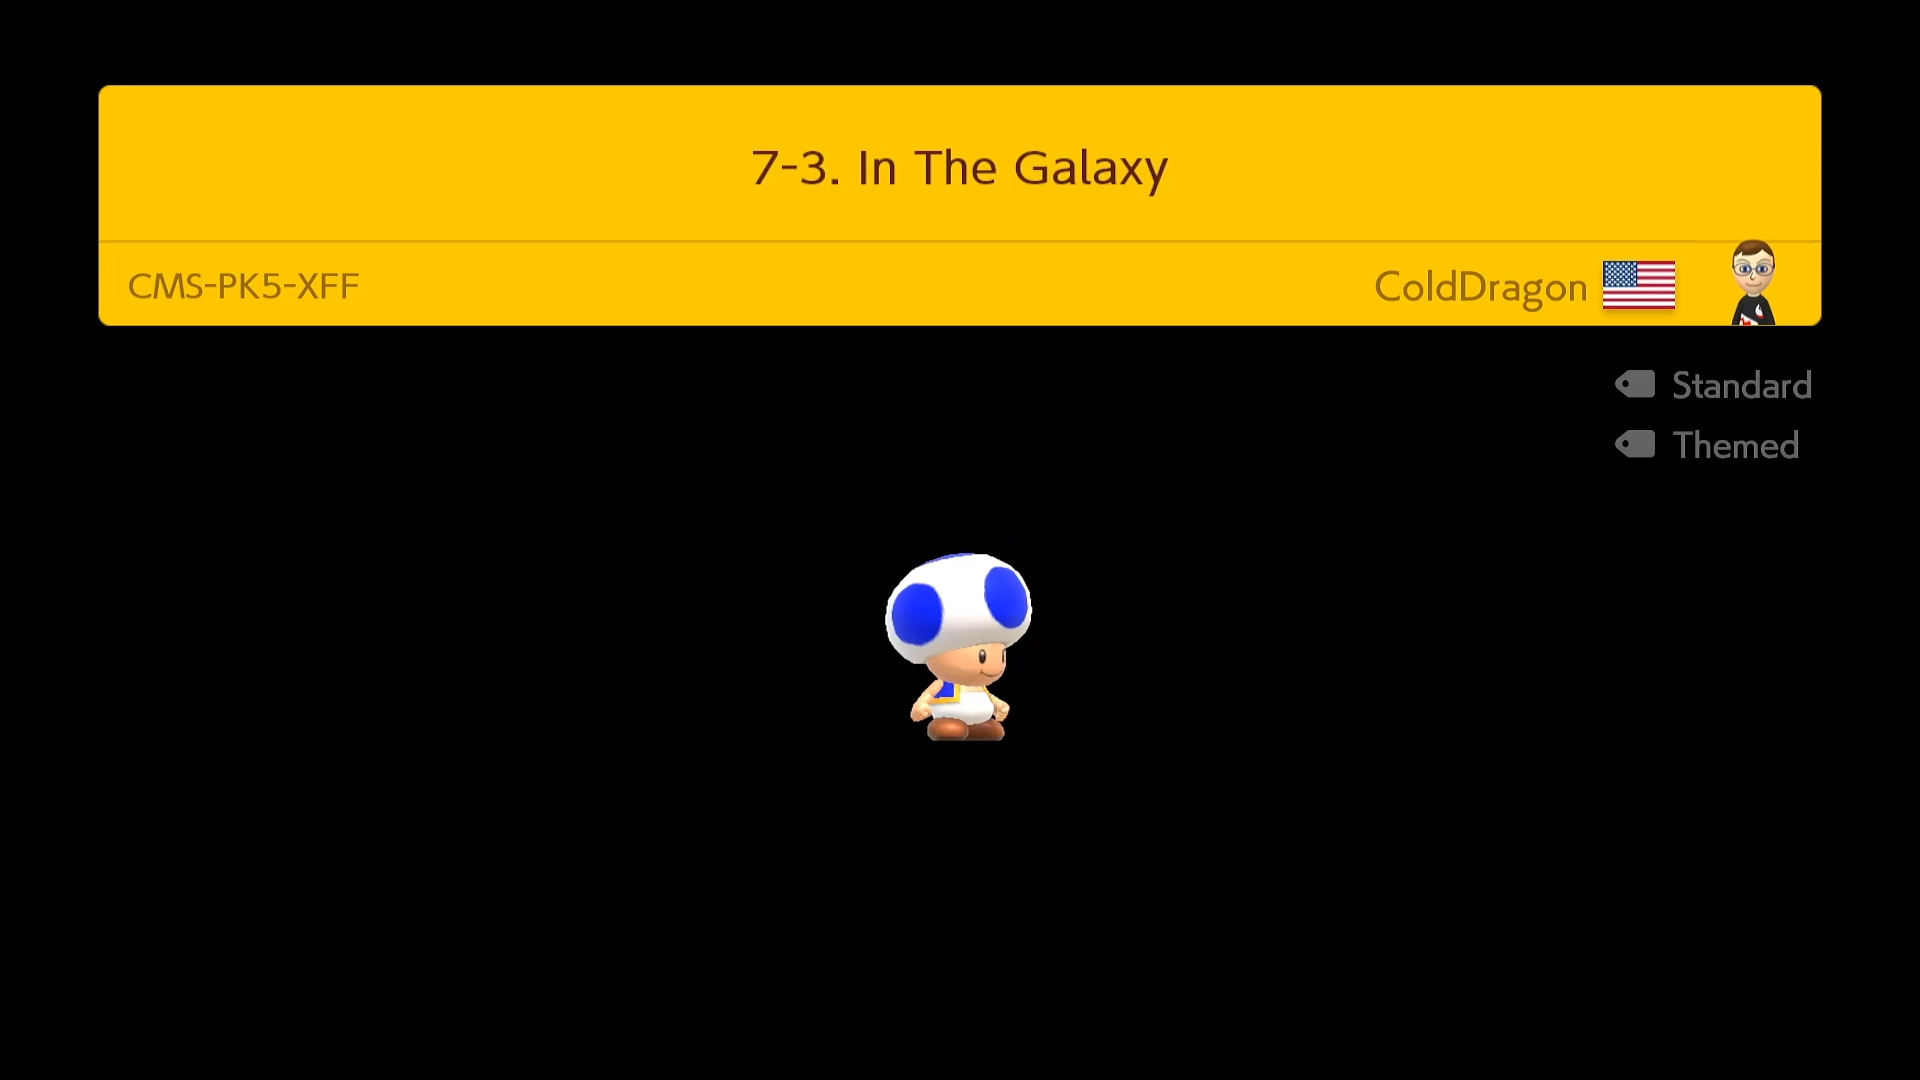 7-3. In The Galaxy
CMS-PK5-XFF
ColdDragon
Standard
Themed